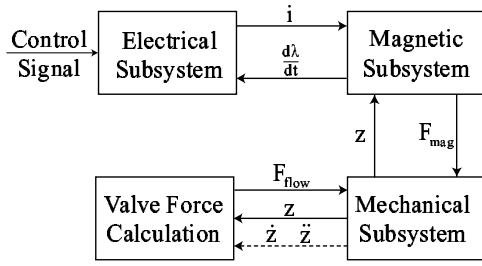 Control
Signal
Electrical
Subsystem
i
dλ
dt
Magnetic
Subsystem
z
F_mag
Valve Force
Calculation
F_flow
z
ż z̈
Mechanical
Subsystem